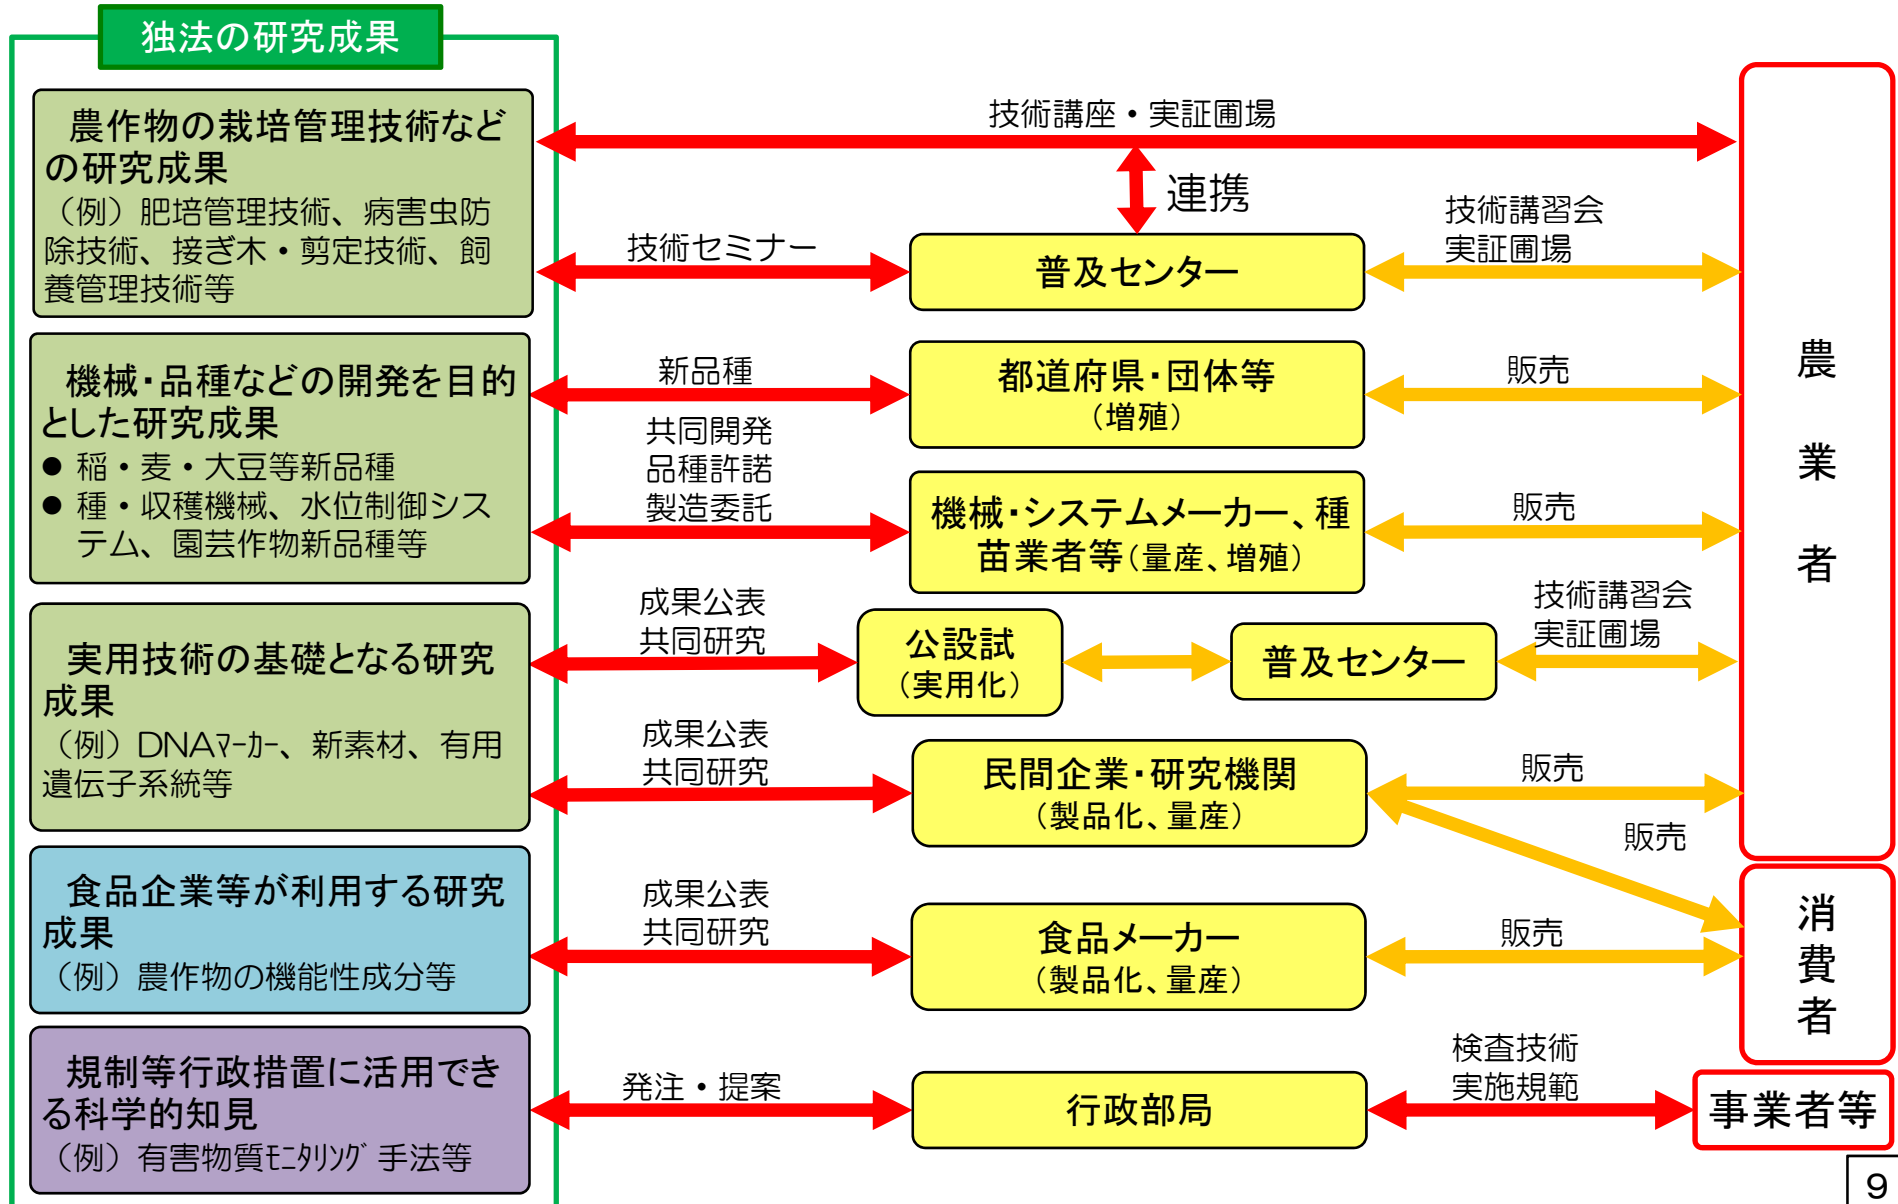 独法の研究成果
農作物の栽培管理技術など
の研究成果
（例）肥培管理技術、病害虫防
除技術、接ぎ木・剪定技術、飼
養管理技術等
技術講座・実証圃場
連携
技術セミナー
普及センター
技術講習会
実証圃場
機械・品種などの開発を目的
とした研究成果
● 稲・麦・大豆等新品種
● 種・収穫機械、水位制御シス
テム、園芸作物新品種等
新品種
都道府県・団体等
（増殖）
販売
共同開発
品種許諾
製造委託
機械・システムメーカー、種
苗業者等（量産、増殖）
販売
実用技術の基礎となる研究
成果
（例）DNAﾏｰｶｰ、新素材、有用
遺伝子系統等
成果公表
共同研究
公設試
（実用化）
普及センター
技術講習会
実証圃場
成果公表
共同研究
民間企業・研究機関
（製品化、量産）
販売
販売
農
業
者
食品企業等が利用する研究
成果
（例）農作物の機能性成分等
成果公表
共同研究
食品メーカー
（製品化、量産）
販売
消
費
者
規制等行政措置に活用でき
る科学的知見
（例）有害物質ﾓﾆﾀﾘﾝｸﾞ手法等
発注・提案
行政部局
検査技術
実施規範
事業者等
9